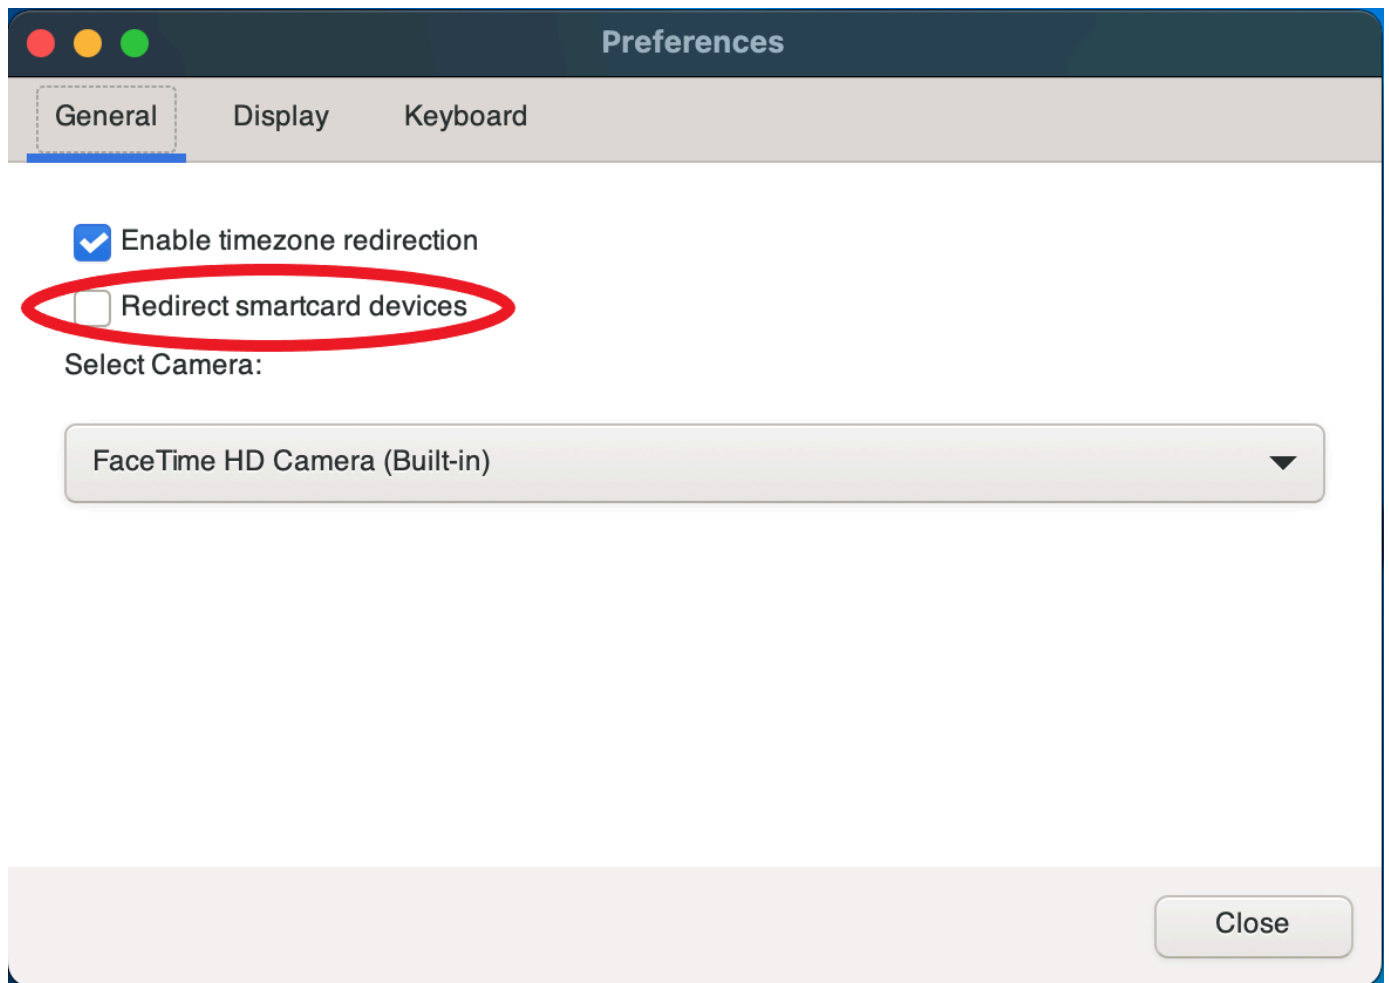 Preferences
General Display Keyboard
Enable timezone redirection
Redirect smartcard devices
Select Camera:
FaceTime HD Camera (Built-in)
Close